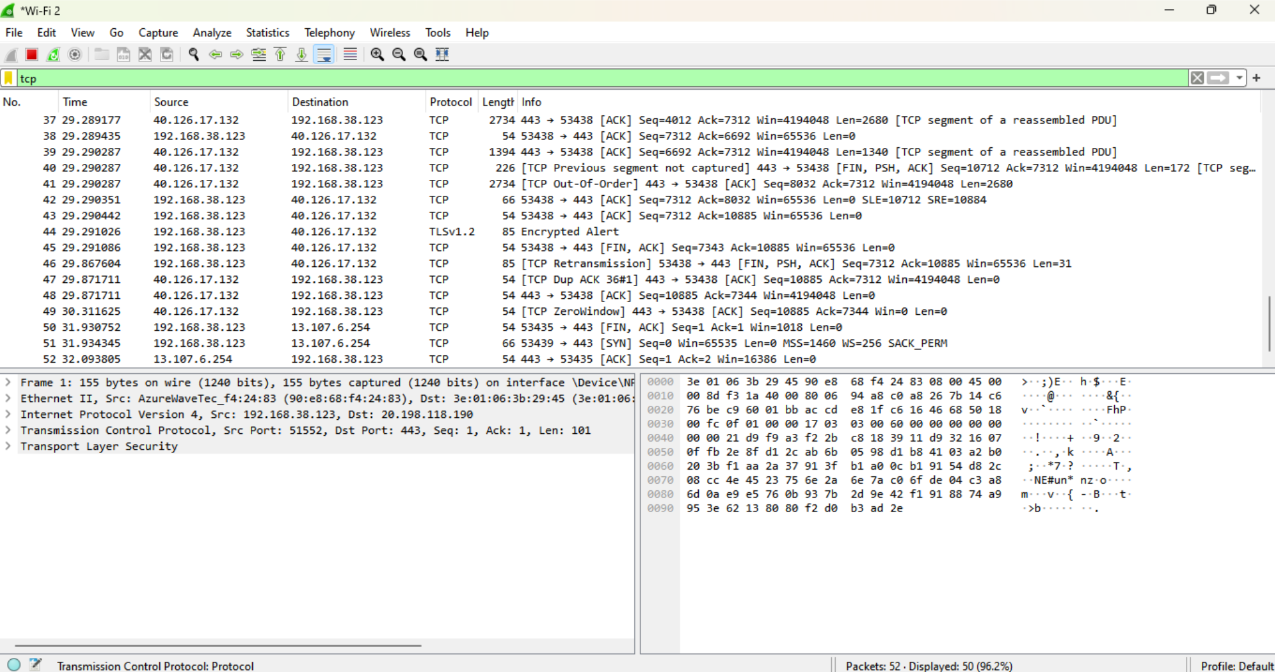 *Wi-Fi 2
File Edit View Go Capture Analyze Statistics Telephony Wireless Tools Help
tcp
No. Time Source Destination Protocol Length Info
37 29.289177 40.126.17.132 192.168.38.123 TCP 2734 443 → 53438 [ACK] Seq=4012 Ack=7312 Win=4194048 Len=2680 [TCP segment of a reassembled PDU]
38 29.289435 192.168.38.123 40.126.17.132 TCP 54 53438 → 443 [ACK] Seq=7312 Ack=6692 Win=65536 Len=0
39 29.290287 40.126.17.132 192.168.38.123 TCP 1394 443 → 53438 [ACK] Seq=6692 Ack=7312 Win=4194048 Len=1340 [TCP segment of a reassembled PDU]
40 29.290287 40.126.17.132 192.168.38.123 TCP 226 [TCP Previous segment not captured] 443 → 53438 [FIN, PSH, ACK] Seq=10712 Ack=7312 Win=4194048 Len=172 [TCP seg…
41 29.290287 40.126.17.132 192.168.38.123 TCP 2734 [TCP Out-Of-Order] 443 → 53438 [ACK] Seq=8032 Ack=7312 Win=4194048 Len=2680
42 29.290351 192.168.38.123 40.126.17.132 TCP 66 53438 → 443 [ACK] Seq=7312 Ack=8032 Win=65536 Len=0 SLE=10712 SRE=10884
43 29.290442 192.168.38.123 40.126.17.132 TCP 54 53438 → 443 [ACK] Seq=7312 Ack=10885 Win=65536 Len=0
44 29.291026 192.168.38.123 40.126.17.132 TLSv1.2 85 Encrypted Alert
45 29.291086 192.168.38.123 40.126.17.132 TCP 54 53438 → 443 [FIN, ACK] Seq=7343 Ack=10885 Win=65536 Len=0
46 29.867604 192.168.38.123 40.126.17.132 TCP 85 [TCP Retransmission] 53438 → 443 [FIN, PSH, ACK] Seq=7312 Ack=10885 Win=65536 Len=31
47 29.871711 40.126.17.132 192.168.38.123 TCP 54 [TCP Dup ACK 36#1] 443 → 53438 [ACK] Seq=10885 Ack=7312 Win=4194048 Len=0
48 29.871711 40.126.17.132 192.168.38.123 TCP 54 443 → 53438 [ACK] Seq=10885 Ack=7344 Win=4194048 Len=0
49 30.311625 40.126.17.132 192.168.38.123 TCP 54 [TCP ZeroWindow] 443 → 53438 [ACK] Seq=10885 Ack=7344 Win=0 Len=0
50 31.930752 192.168.38.123 13.107.6.254 TCP 54 53435 → 443 [FIN, ACK] Seq=1 Ack=1 Win=1018 Len=0
51 31.934345 192.168.38.123 13.107.6.254 TCP 66 53439 → 443 [SYN] Seq=0 Win=65535 Len=0 MSS=1460 WS=256 SACK_PERM
52 32.093805 13.107.6.254 192.168.38.123 TCP 54 443 → 53435 [ACK] Seq=1 Ack=2 Win=16386 Len=0
Frame 1: 155 bytes on wire (1240 bits), 155 bytes captured (1240 bits) on interface \Device\NP
Ethernet II, Src: AzureWaveTec_f4:24:83 (90:e8:68:f4:24:83), Dst: 3e:01:06:3b:29:45 (3e:01:06:
Internet Protocol Version 4, Src: 192.168.38.123, Dst: 20.198.118.190
Transmission Control Protocol, Src Port: 51552, Dst Port: 443, Seq: 1, Ack: 1, Len: 101
Transport Layer Security
0000 3e 01 06 3b 29 45 90 e8 68 f4 24 83 08 00 45 00 >··;)E·· h·$···E·
0010 00 8d f3 1a 40 00 80 06 94 a8 c0 a8 26 7b 14 c6 ····@··· ····&{··
0020 76 be c9 60 01 bb ac cd e8 1f c6 16 46 68 50 18 v··`···· ····FhP·
0030 00 fc 0f 01 00 00 17 03 03 00 60 00 00 00 00 00 ········ ··`·····
0040 00 00 21 d9 f9 a3 f2 2b c8 18 39 11 d9 32 16 07 ··!····+ ··9··2··
0050 0f fb 2e 8f d1 2c ab 6b 05 98 d1 b8 41 03 a2 b0 ··.··,·k ····A···
0060 20 3b f1 aa 2a 37 91 3f b1 a0 0c b1 91 54 d8 2c ;··*7·? ·····T·,
0070 08 cc 4e 45 23 75 6e 2a 6e 7a c0 6f de 04 c3 a8 ··NE#un* nz·o····
0080 6d 0a e9 e5 76 0b 93 7b 2d 9e 42 f1 91 88 74 a9 m···v··{ -·B···t·
0090 95 3e 62 13 80 80 f2 d0 b3 ad 2e ·>b····· ··.
Transmission Control Protocol: Protocol Packets: 52 · Displayed: 50 (96.2%) Profile: Default